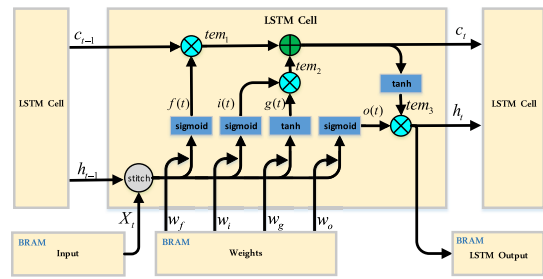 LSTM Cell
c_{t-1}
tem_1
c_t
tem_2
f(t)
i(t)
g(t)
tanh
LSTM Cell
LSTM Cell
o(t)
tem_3
h_t
sigmoid
sigmoid
tanh
sigmoid
h_{t-1}
stitch
X_t
w_f
w_i
w_g
w_o
BRAM
Input
BRAM
Weights
BRAM
LSTM Output